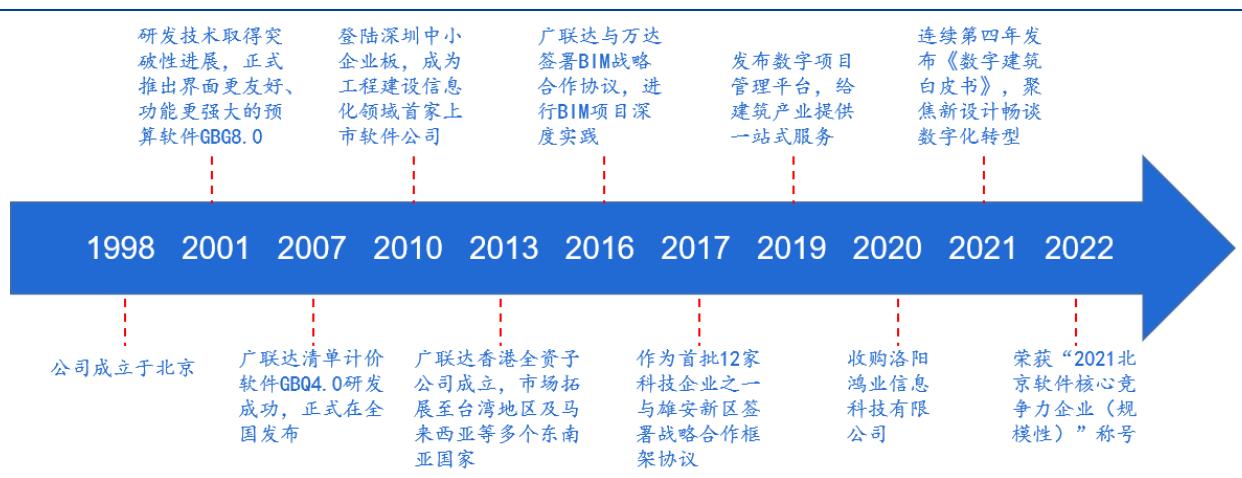 研发技术取得突
破性进展，正式
推出界面更友好、
功能更强大的预
算软件GBG8.0
登陆深圳中小
企业板，成为
工程建设信息
化领域首家上
市软件公司
广联达与万达
签署BIM战略
合作协议，进
行BIM项目深
度实践
发布数字项目
管理平台，给
建筑产业提供
一站式服务
连续第四年发
布《数字建筑
白皮书》，聚
焦新设计畅谈
数字化转型
1998 2001 2007 2010 2013 2016 2017 2019 2020 2021 2022
公司成立于北京
广联达清单计价
软件GBQ4.0研发
成功，正式在全
国发布
广联达香港全资子
公司成立，市场拓
展至台湾地区及马
来西亚等多个东南
亚国家
作为首批12家
科技企业之一
与雄安新区签
署战略合作框
架协议
收购洛阳
鸿业信息
科技有限
公司
荣获“2021北
京软件核心竞
争力企业（规
模性）”称号